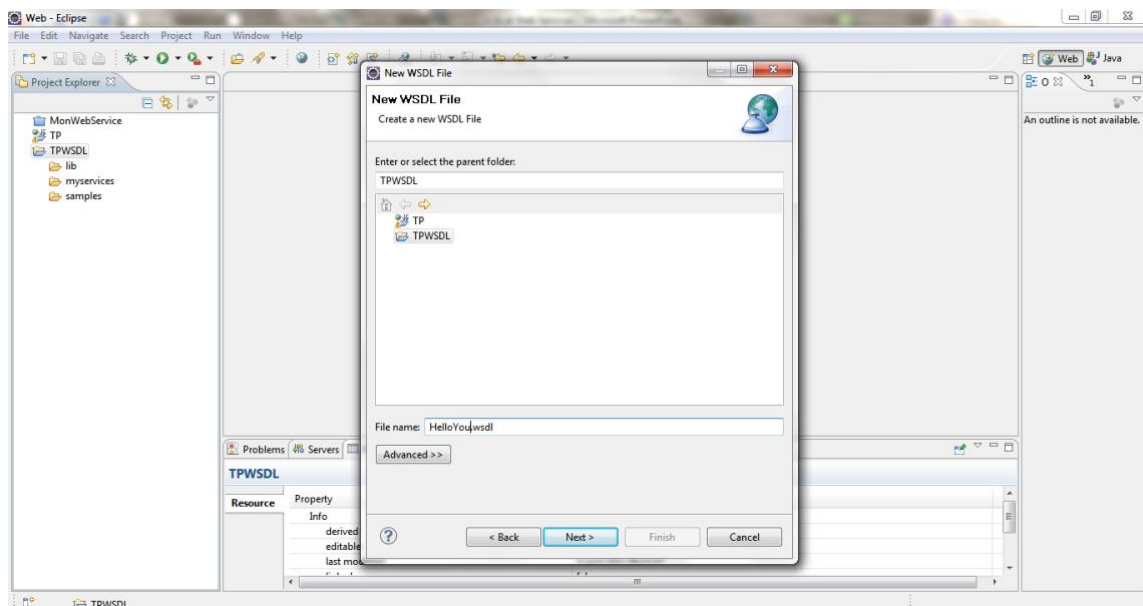 Web - Eclipse
File Edit Navigate Search Project Run Window Help
Web Java
Project Explorer
MonWebService
TP
TPWSDL
lib
myservices
samples
New WSDL File
New WSDL File
Create a new WSDL File
Enter or select the parent folder:
TPWSDL
TP
TPWSDL
File name: HelloYou.wsdl
Advanced >>
< Back Next > Finish Cancel
O 1
An outline is not available.
Problems Servers
TPWSDL
Resource
Property
Info
derived
editable
last mo
TPWSDL